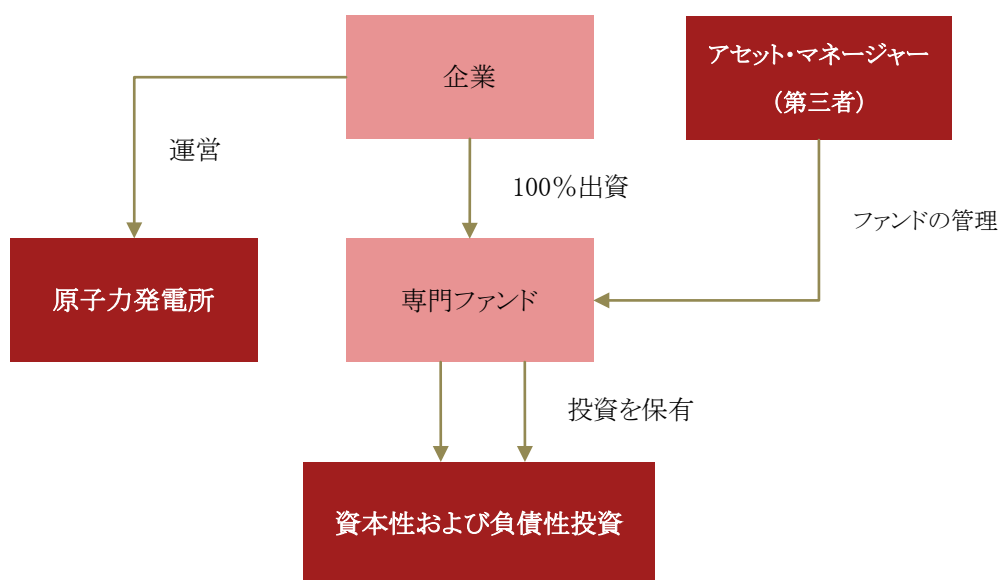 企業
アセット・マネージャー
（第三者）
運営
100％出資
ファンドの管理
原子力発電所
専門ファンド
投資を保有
資本性および負債性投資